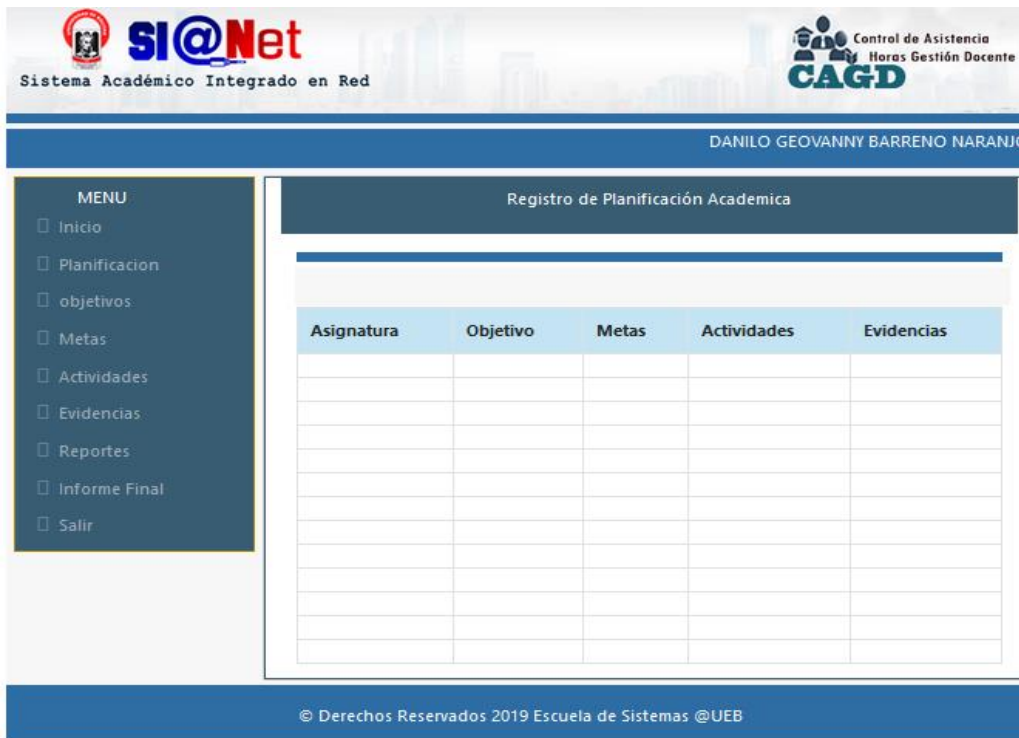 SI@Net
Sistema Académico Integrado en Red
Control de Asistencia
Horas Gestión Docente
CAGD
DANILO GEOVANNY BARRENO NARANJO
MENU
Inicio
Planificacion
objetivos
Metas
Actividades
Evidencias
Reportes
Informe Final
Salir
Registro de Planificación Academica
Asignatura Objetivo Metas Actividades Evidencias
© Derechos Reservados 2019 Escuela de Sistemas @UEB